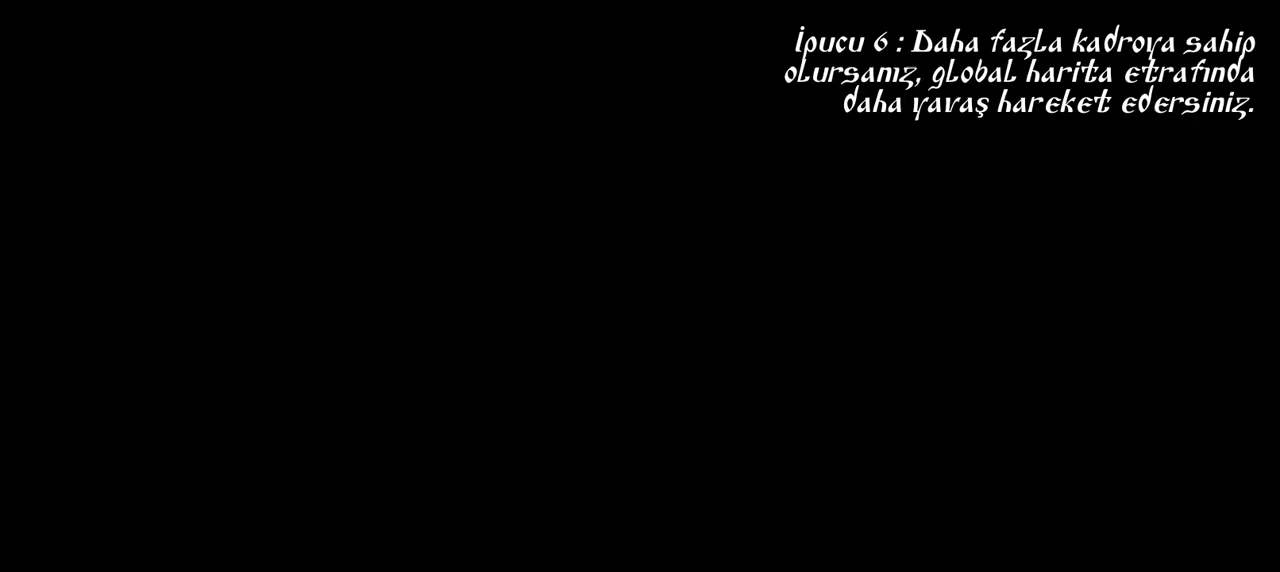 İpucu 6 : Daha fazla kadroya sahip
olursanız, global harita etrafında
daha yavaş hareket edersiniz.